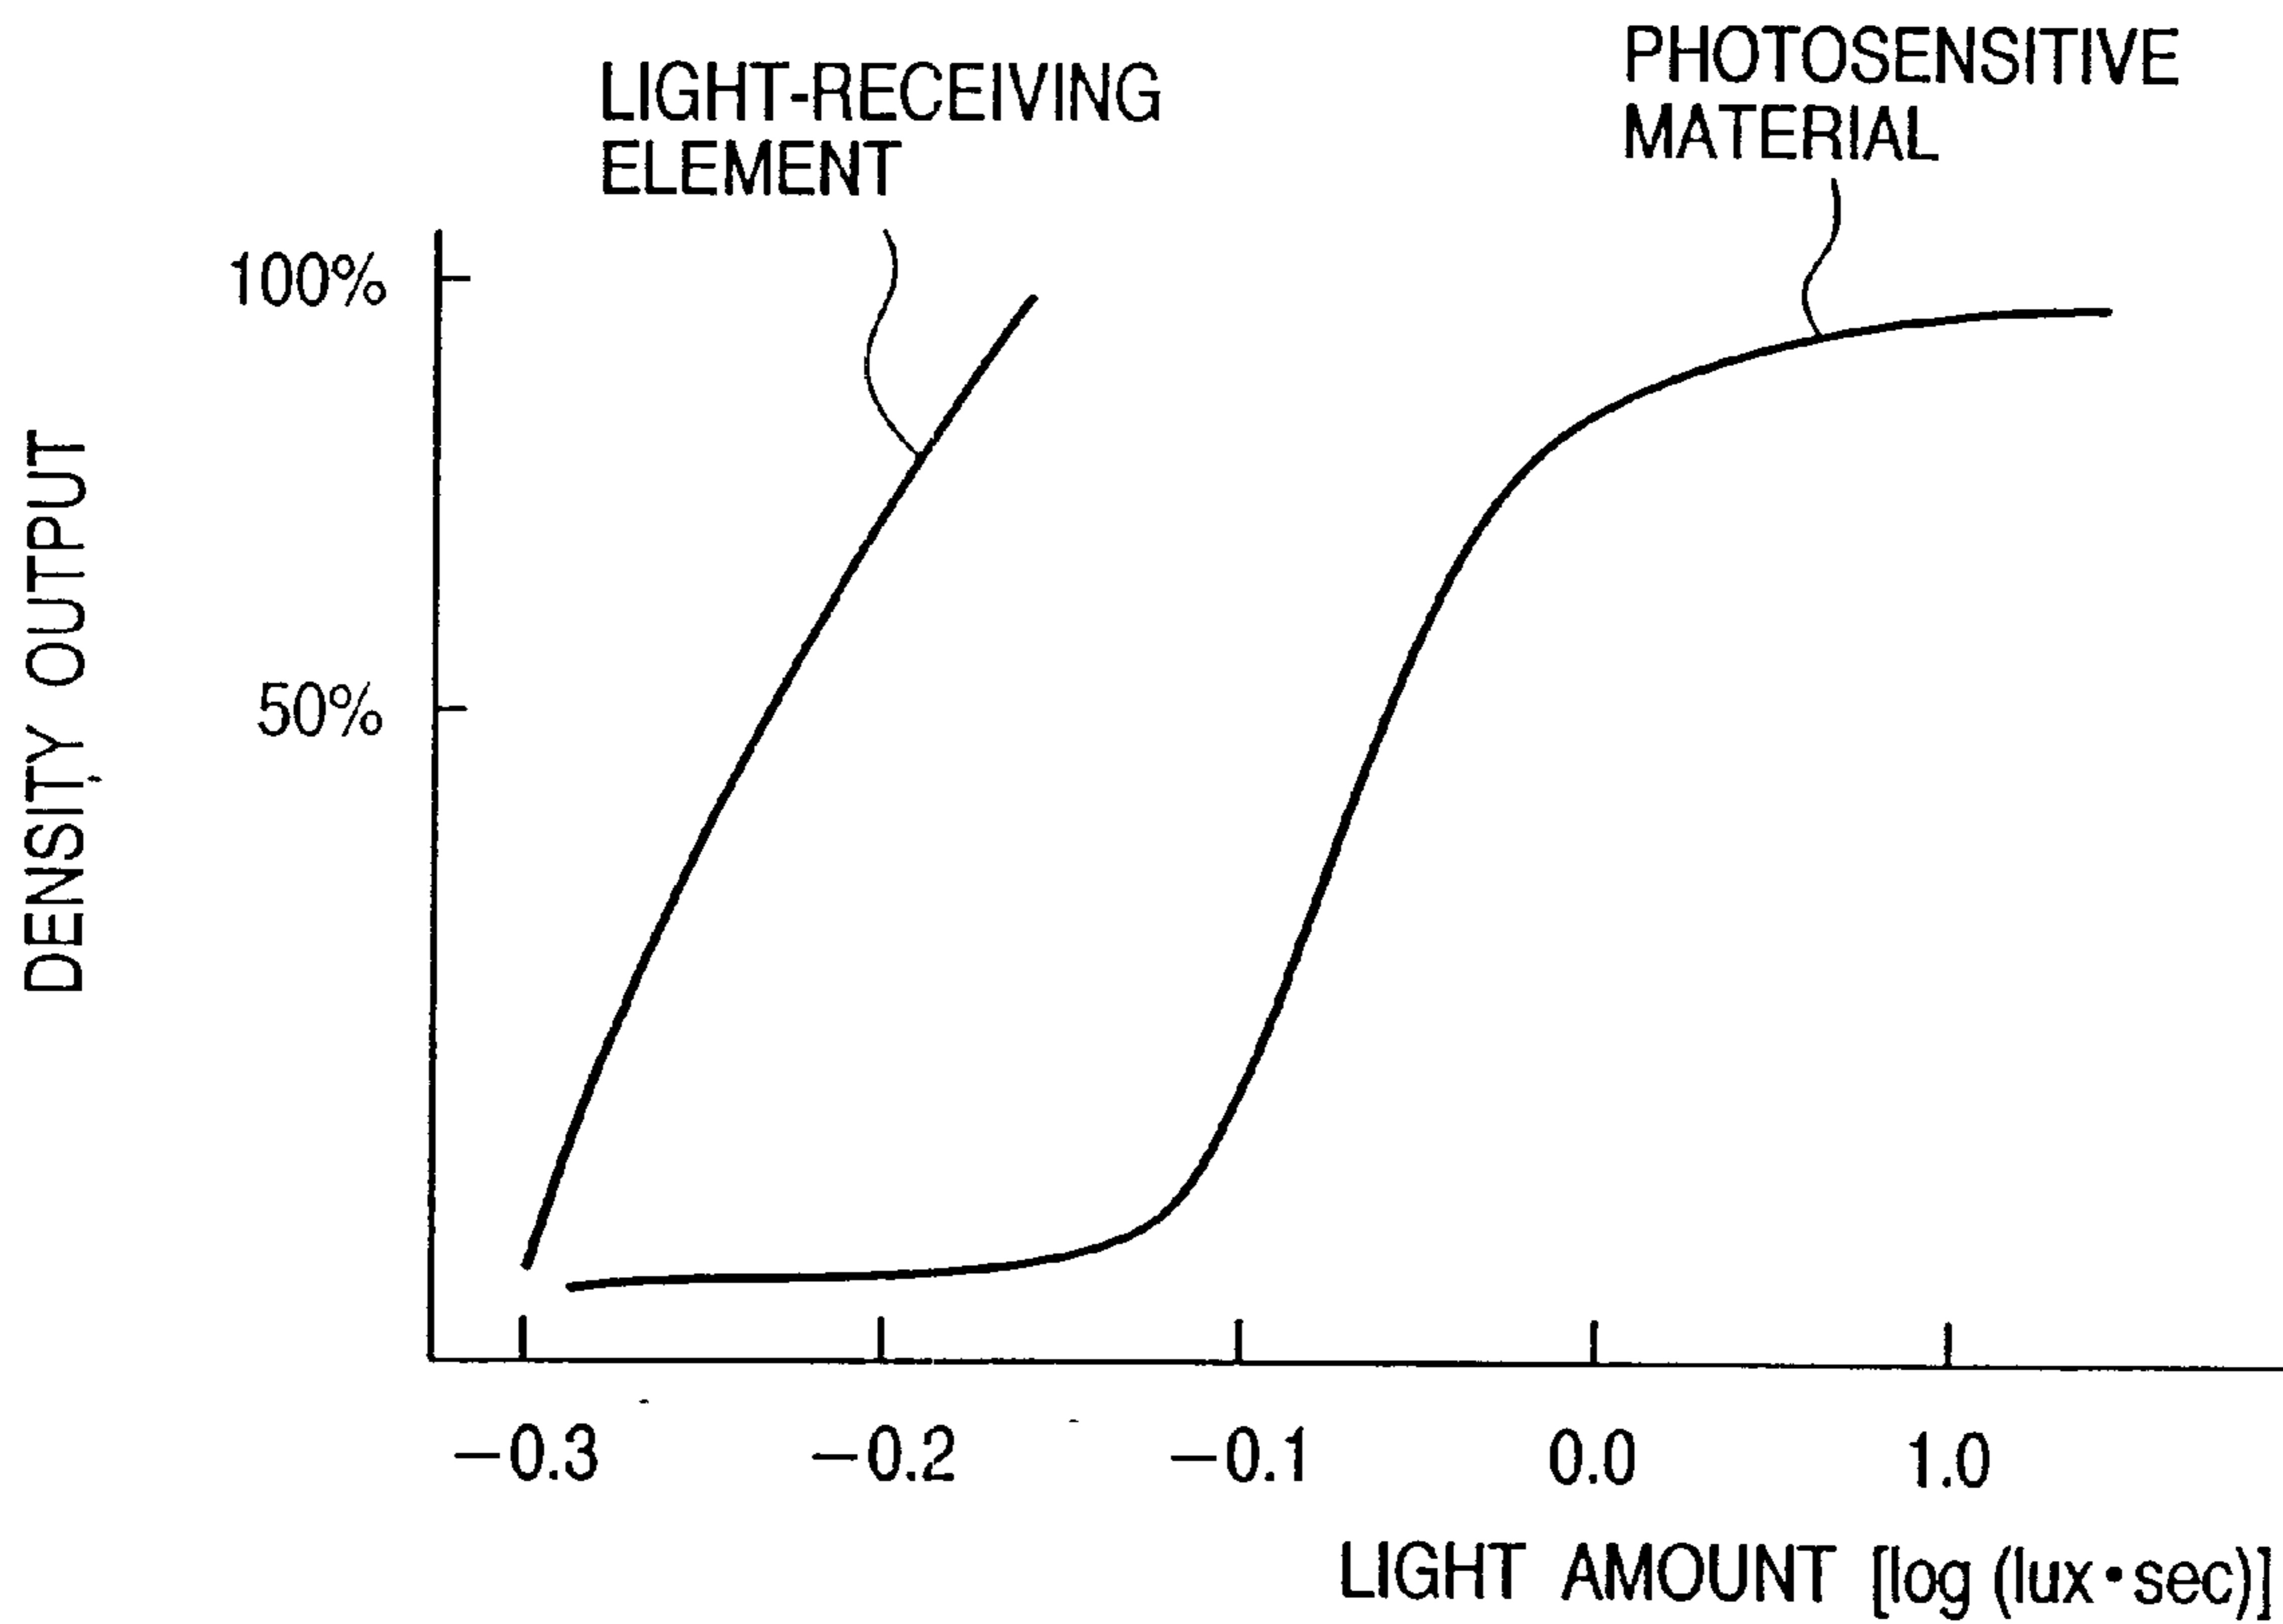 LIGHT-RECEIVING
ELEMENT
PHOTOSENSITIVE
MATERIAL
100%
50%
DENSITY OUTPUT
−0.3
−0.2
−0.1
0.0
1.0
LIGHT AMOUNT [log (lux•sec)]